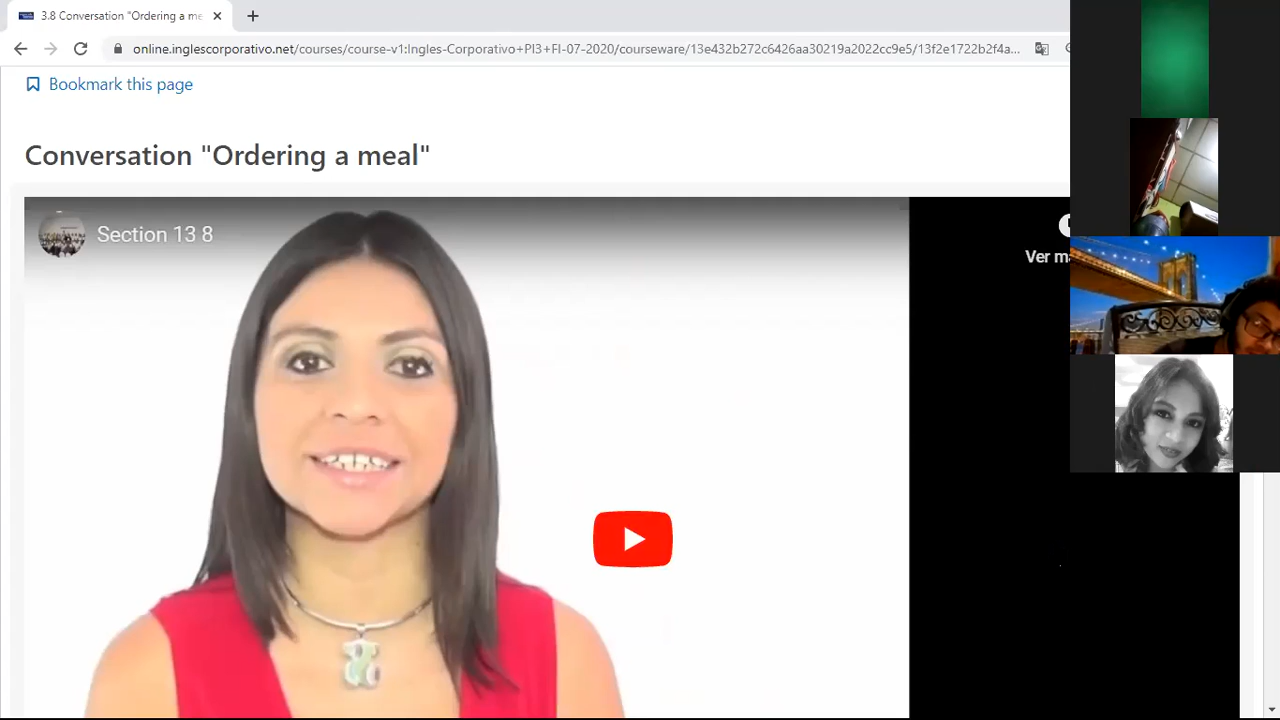 3.8 Conversation "Ordering a me
online.inglescorporativo.net/courses/course-v1:Ingles-Corporativo+PI3+FI-07-2020/courseware/13e432b272c6426aa30219a2022cc9e5/13f2e1722b2f4a...
Bookmark this page
Conversation "Ordering a meal"
Section 13 8
Ver m